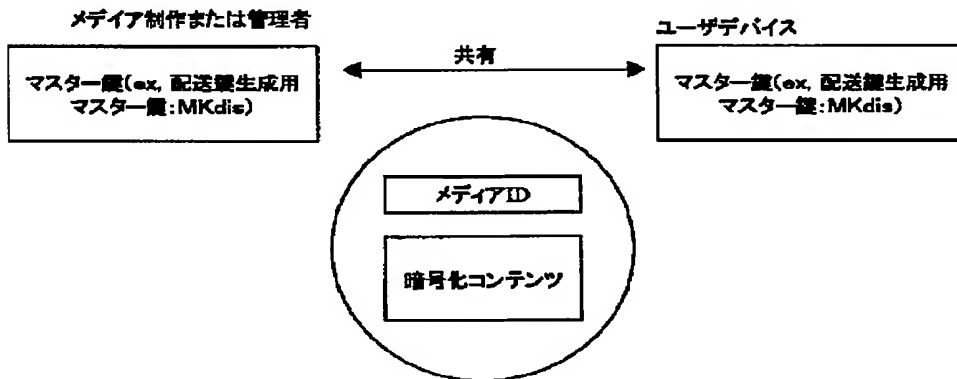 メデイア制作または管理者
ユーザデバイス
共有
マスター鍵(ex, 配送鍵生成用
マスター鍵:MKdis)
マスター鍵(ex, 配送鍵生成用
マスター鍵:MKdis)
メディアID
暗号化コンテンツ